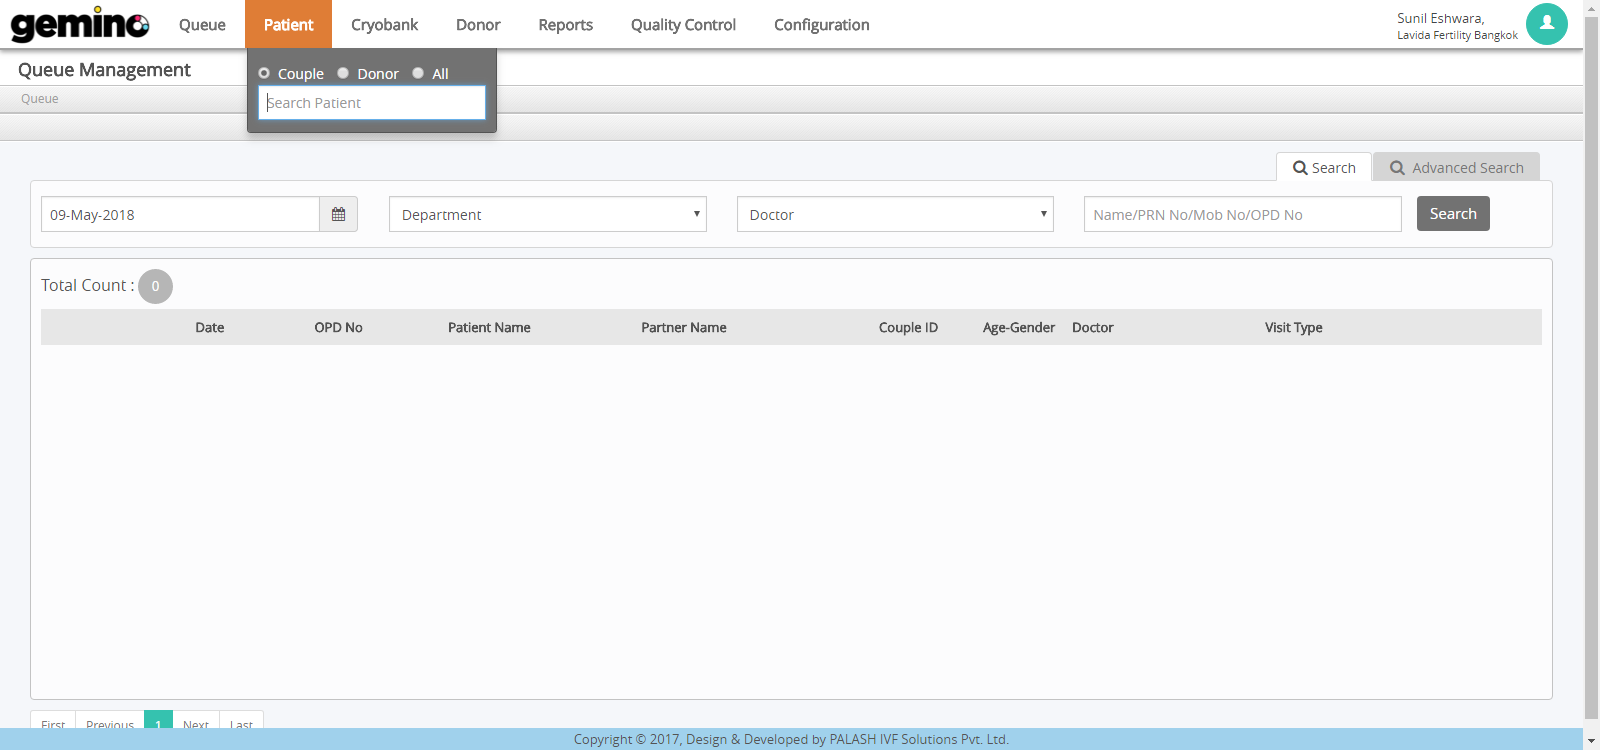 gemino Queue Patient Cryobank Donor Reports Quality Control Configuration
Sunil Eshwara,
Lavida Fertility Bangkok
Queue Management
Couple Donor All
Queue
Search Patient
Search Advanced Search
09-May-2018 Department Doctor Name/PRN No/Mob No/OPD No Search
Total Count : 0
Date OPD No Patient Name Partner Name Couple ID Age-Gender Doctor Visit Type
First Previous 1 Next Last
Copyright © 2017, Design & Developed by PALASH IVF Solutions Pvt. Ltd.